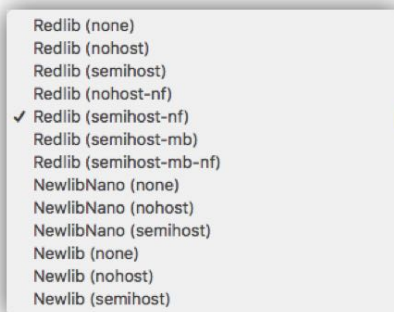 Redlib (none)
Redlib (nohost)
Redlib (semihost)
Redlib (nohost-nf)
✓ Redlib (semihost-nf)
Redlib (semihost-mb)
Redlib (semihost-mb-nf)
NewlibNano (none)
NewlibNano (nohost)
NewlibNano (semihost)
Newlib (none)
Newlib (nohost)
Newlib (semihost)